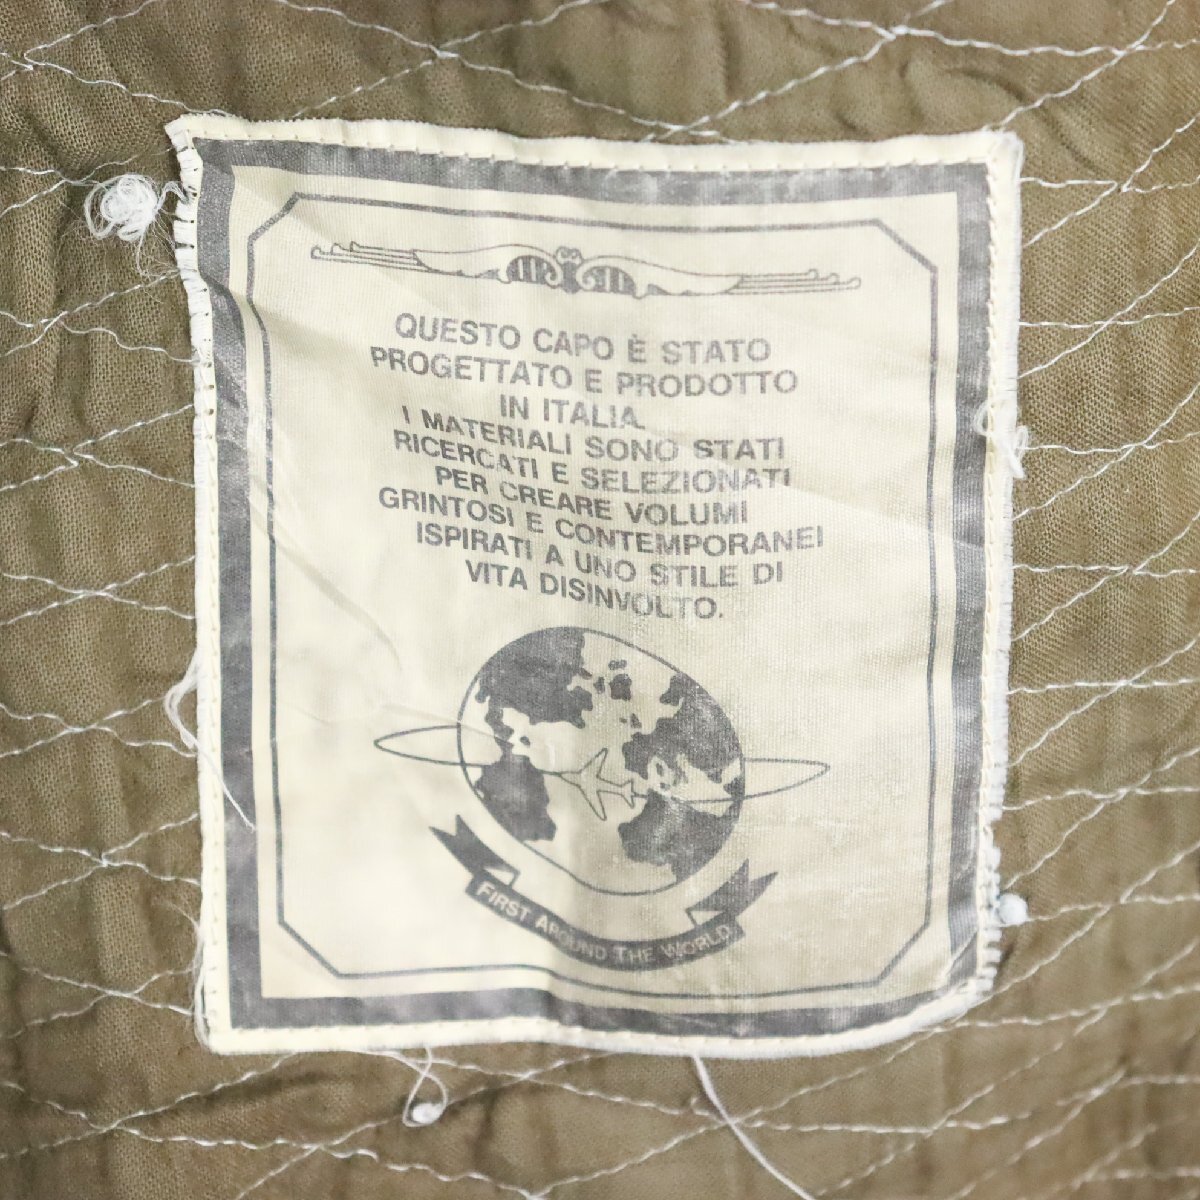 QUESTO CAPO È STATO
PROGETTATO E PRODOTTO
IN ITALIA.
I MATERIALI SONO STATI
RICERCATI E SELEZIONATI
PER CREARE VOLUMI
GRINTOSI E CONTEMPORANEI
ISPIRATI A UNO STILE DI
VITA DISINVOLTO.
FIRST AROUND THE WORLD